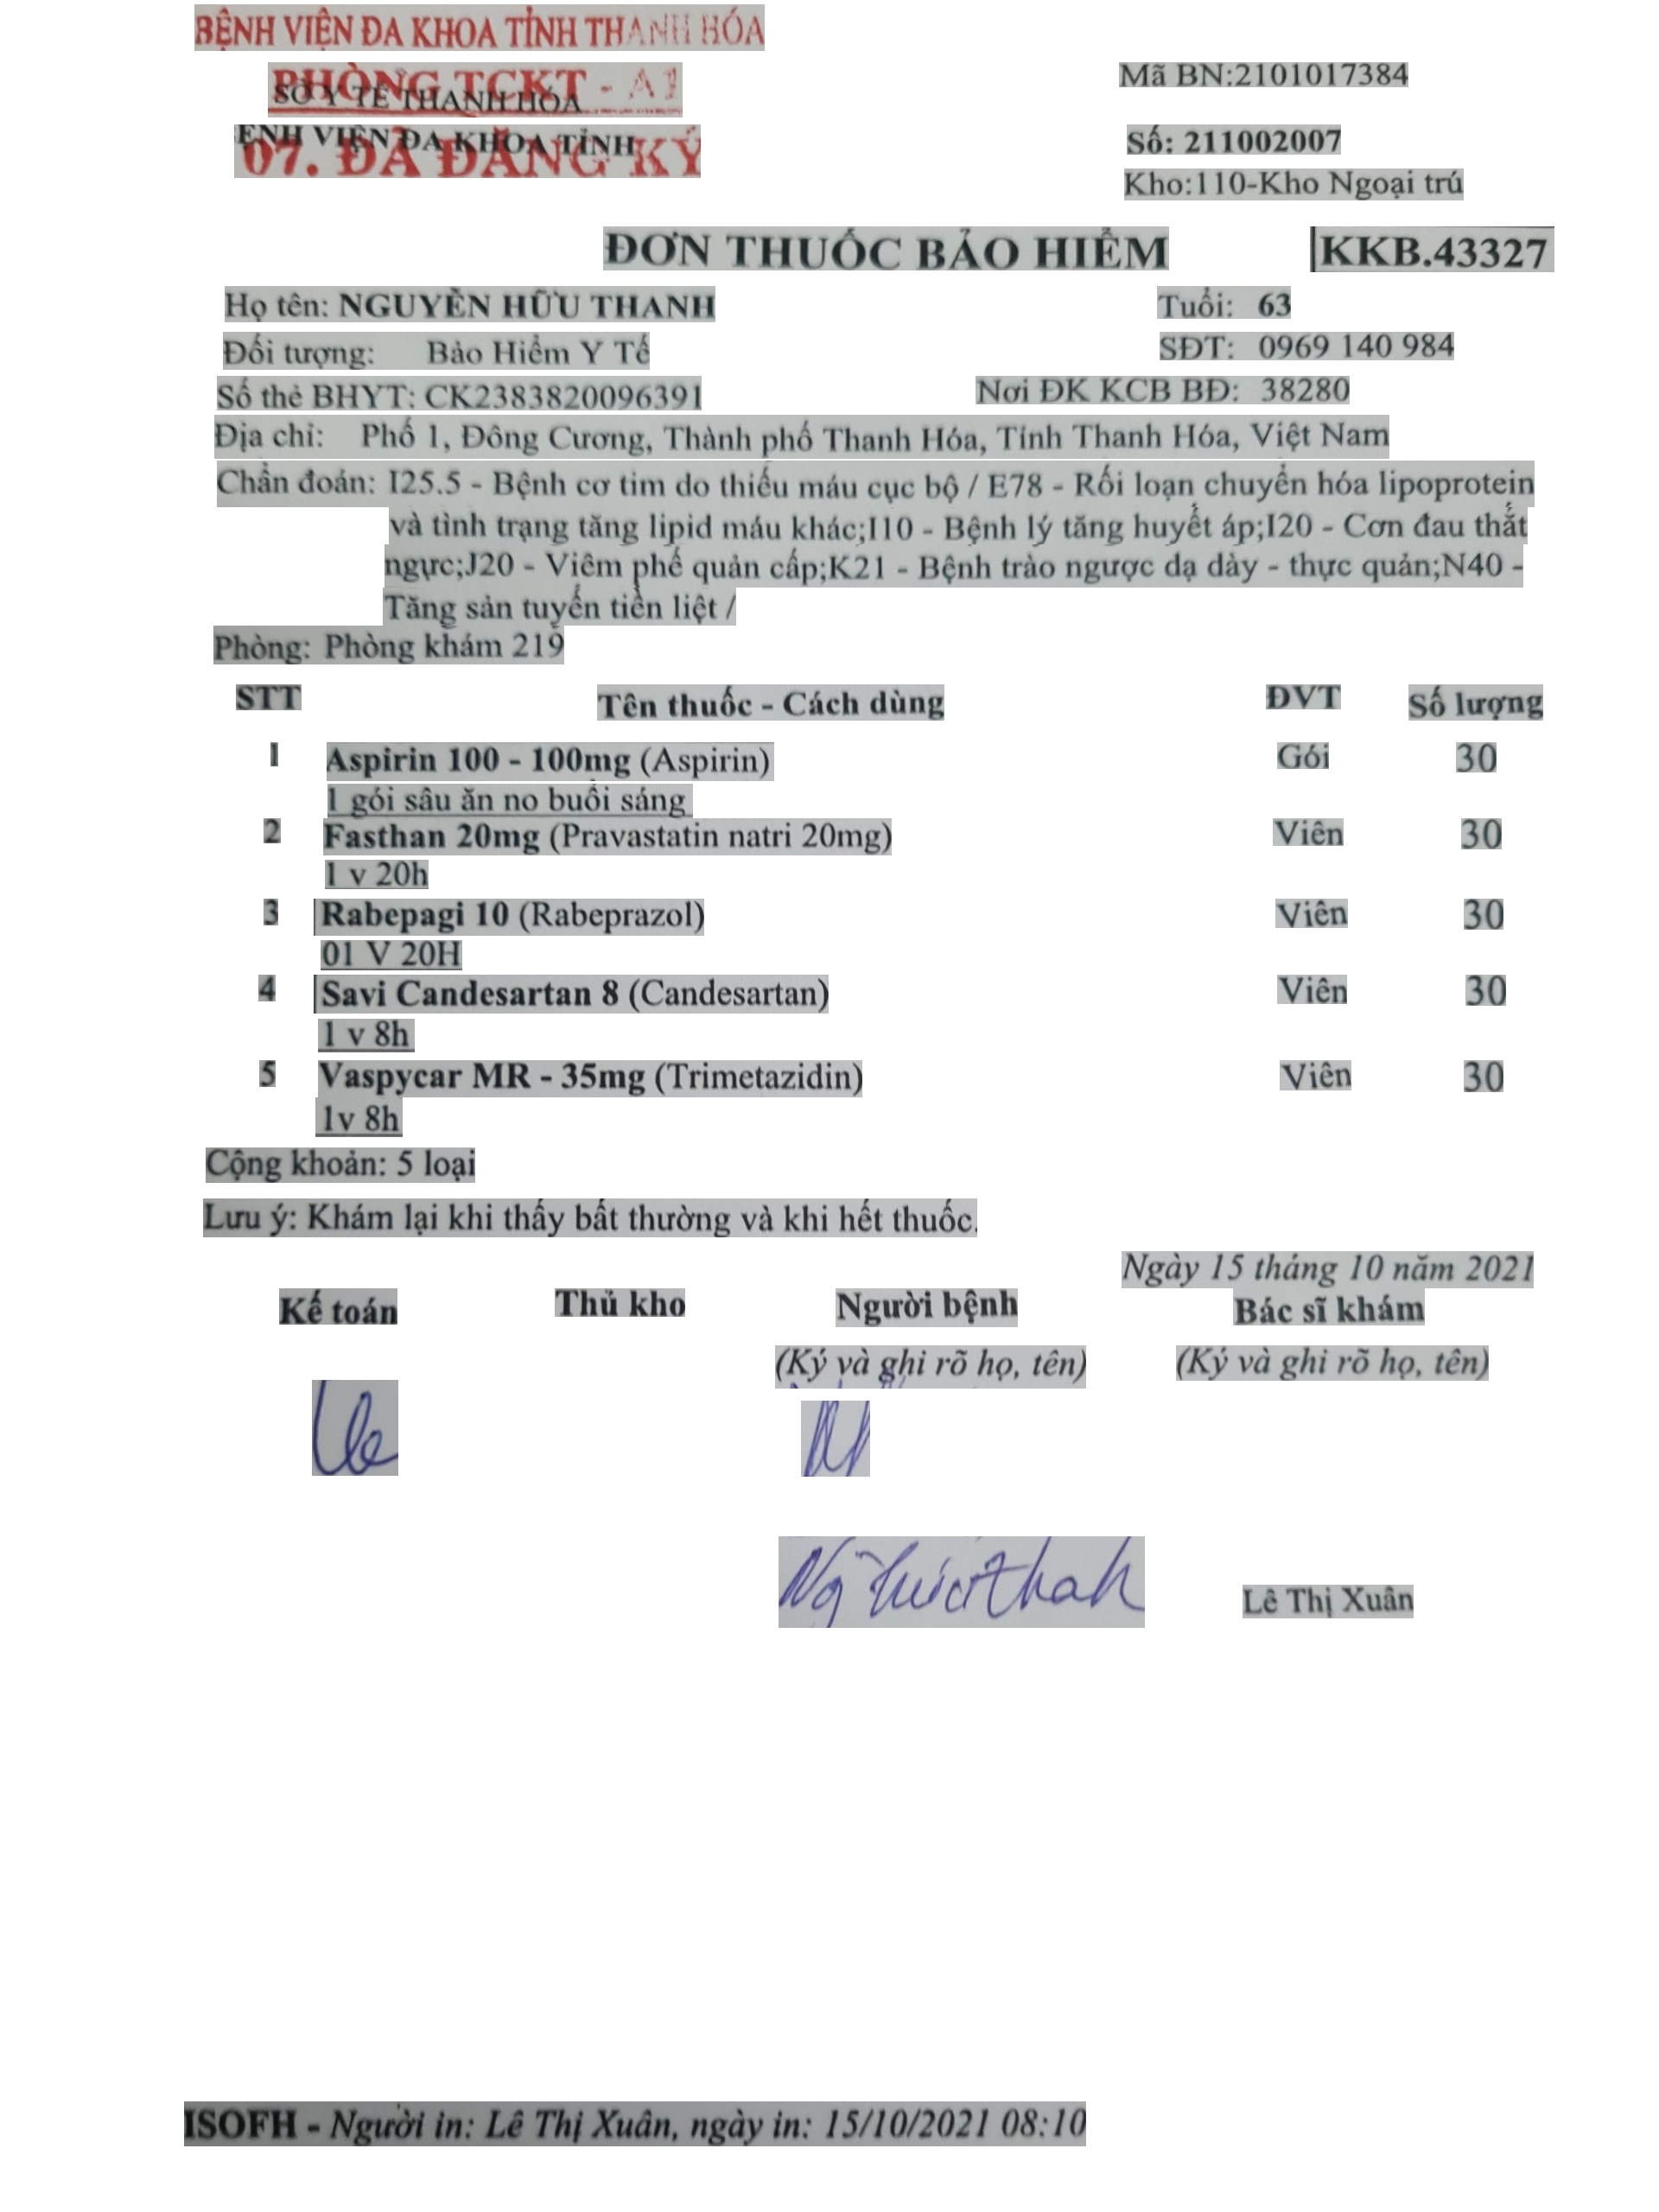 BỆNH VIỆN ĐA KHOA TỈNH THANH HÓA
PHÒNG TCKT - A1
SỞ Y TẾ THANH HÓA
Mã BN:2101017384
ỆNH VIỆN ĐA KHOA TỈNH
07. ĐÃ ĐĂNG KÝ
Số: 211002007
Kho:110-Kho Ngoại trú
ĐƠN THUỐC BẢO HIỂM
KKB.43327
Họ tên: NGUYỄN HỮU THANH
Tuổi: 63
Đối tượng: Bảo Hiểm Y Tế
SĐT: 0969 140 984
Số thẻ BHYT: CK2383820096391
Nơi ĐK KCB BĐ: 38280
Địa chỉ: Phố 1, Đông Cương, Thành phố Thanh Hóa, Tỉnh Thanh Hóa, Việt Nam
Chẩn đoán: I25.5 - Bệnh cơ tim do thiếu máu cục bộ / E78 - Rối loạn chuyển hóa lipoprotein
và tình trạng tăng lipid máu khác;I10 - Bệnh lý tăng huyết áp;I20 - Cơn đau thắt
ngực;J20 - Viêm phế quản cấp;K21 - Bệnh trào ngược dạ dày - thực quản;N40 -
Tăng sản tuyến tiền liệt /
Phòng: Phòng khám 219
STT Tên thuốc - Cách dùng ĐVT Số lượng
1 Aspirin 100 - 100mg (Aspirin) Gói 30
1 gói sâu ăn no buổi sáng
2 Fasthan 20mg (Pravastatin natri 20mg) Viên 30
1 v 20h
3 Rabepagi 10 (Rabeprazol) Viên 30
01 V 20H
4 Savi Candesartan 8 (Candesartan) Viên 30
1 v 8h
5 Vaspycar MR - 35mg (Trimetazidin) Viên 30
1v 8h
Cộng khoản: 5 loại
Lưu ý: Khám lại khi thấy bất thường và khi hết thuốc.
Ngày 15 tháng 10 năm 2021
Kế toán Thủ kho Người bệnh Bác sĩ khám
(Ký và ghi rõ họ, tên) (Ký và ghi rõ họ, tên)
Lê Thị Xuân
ISOFH - Người in: Lê Thị Xuân, ngày in: 15/10/2021 08:10